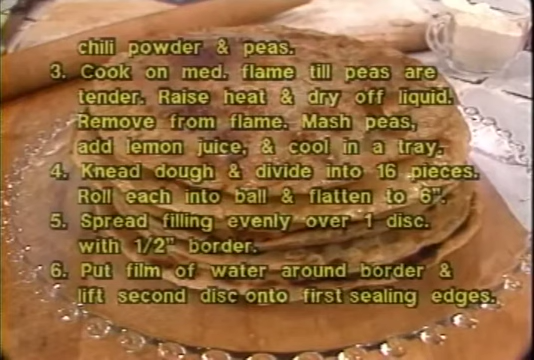 chili powder & peas.
3. Cook on med. flame till peas are
tender. Raise heat & dry off liquid.
Remove from flame. Mash peas,
add lemon juice, & cool in a tray.
4. Knead dough & divide into 16 pieces.
Roll each into ball & flatten to 6".
5. Spread filling evenly over 1 disc.
with 1/2" border.
6. Put film of water around border &
lift second disc onto first sealing edges.